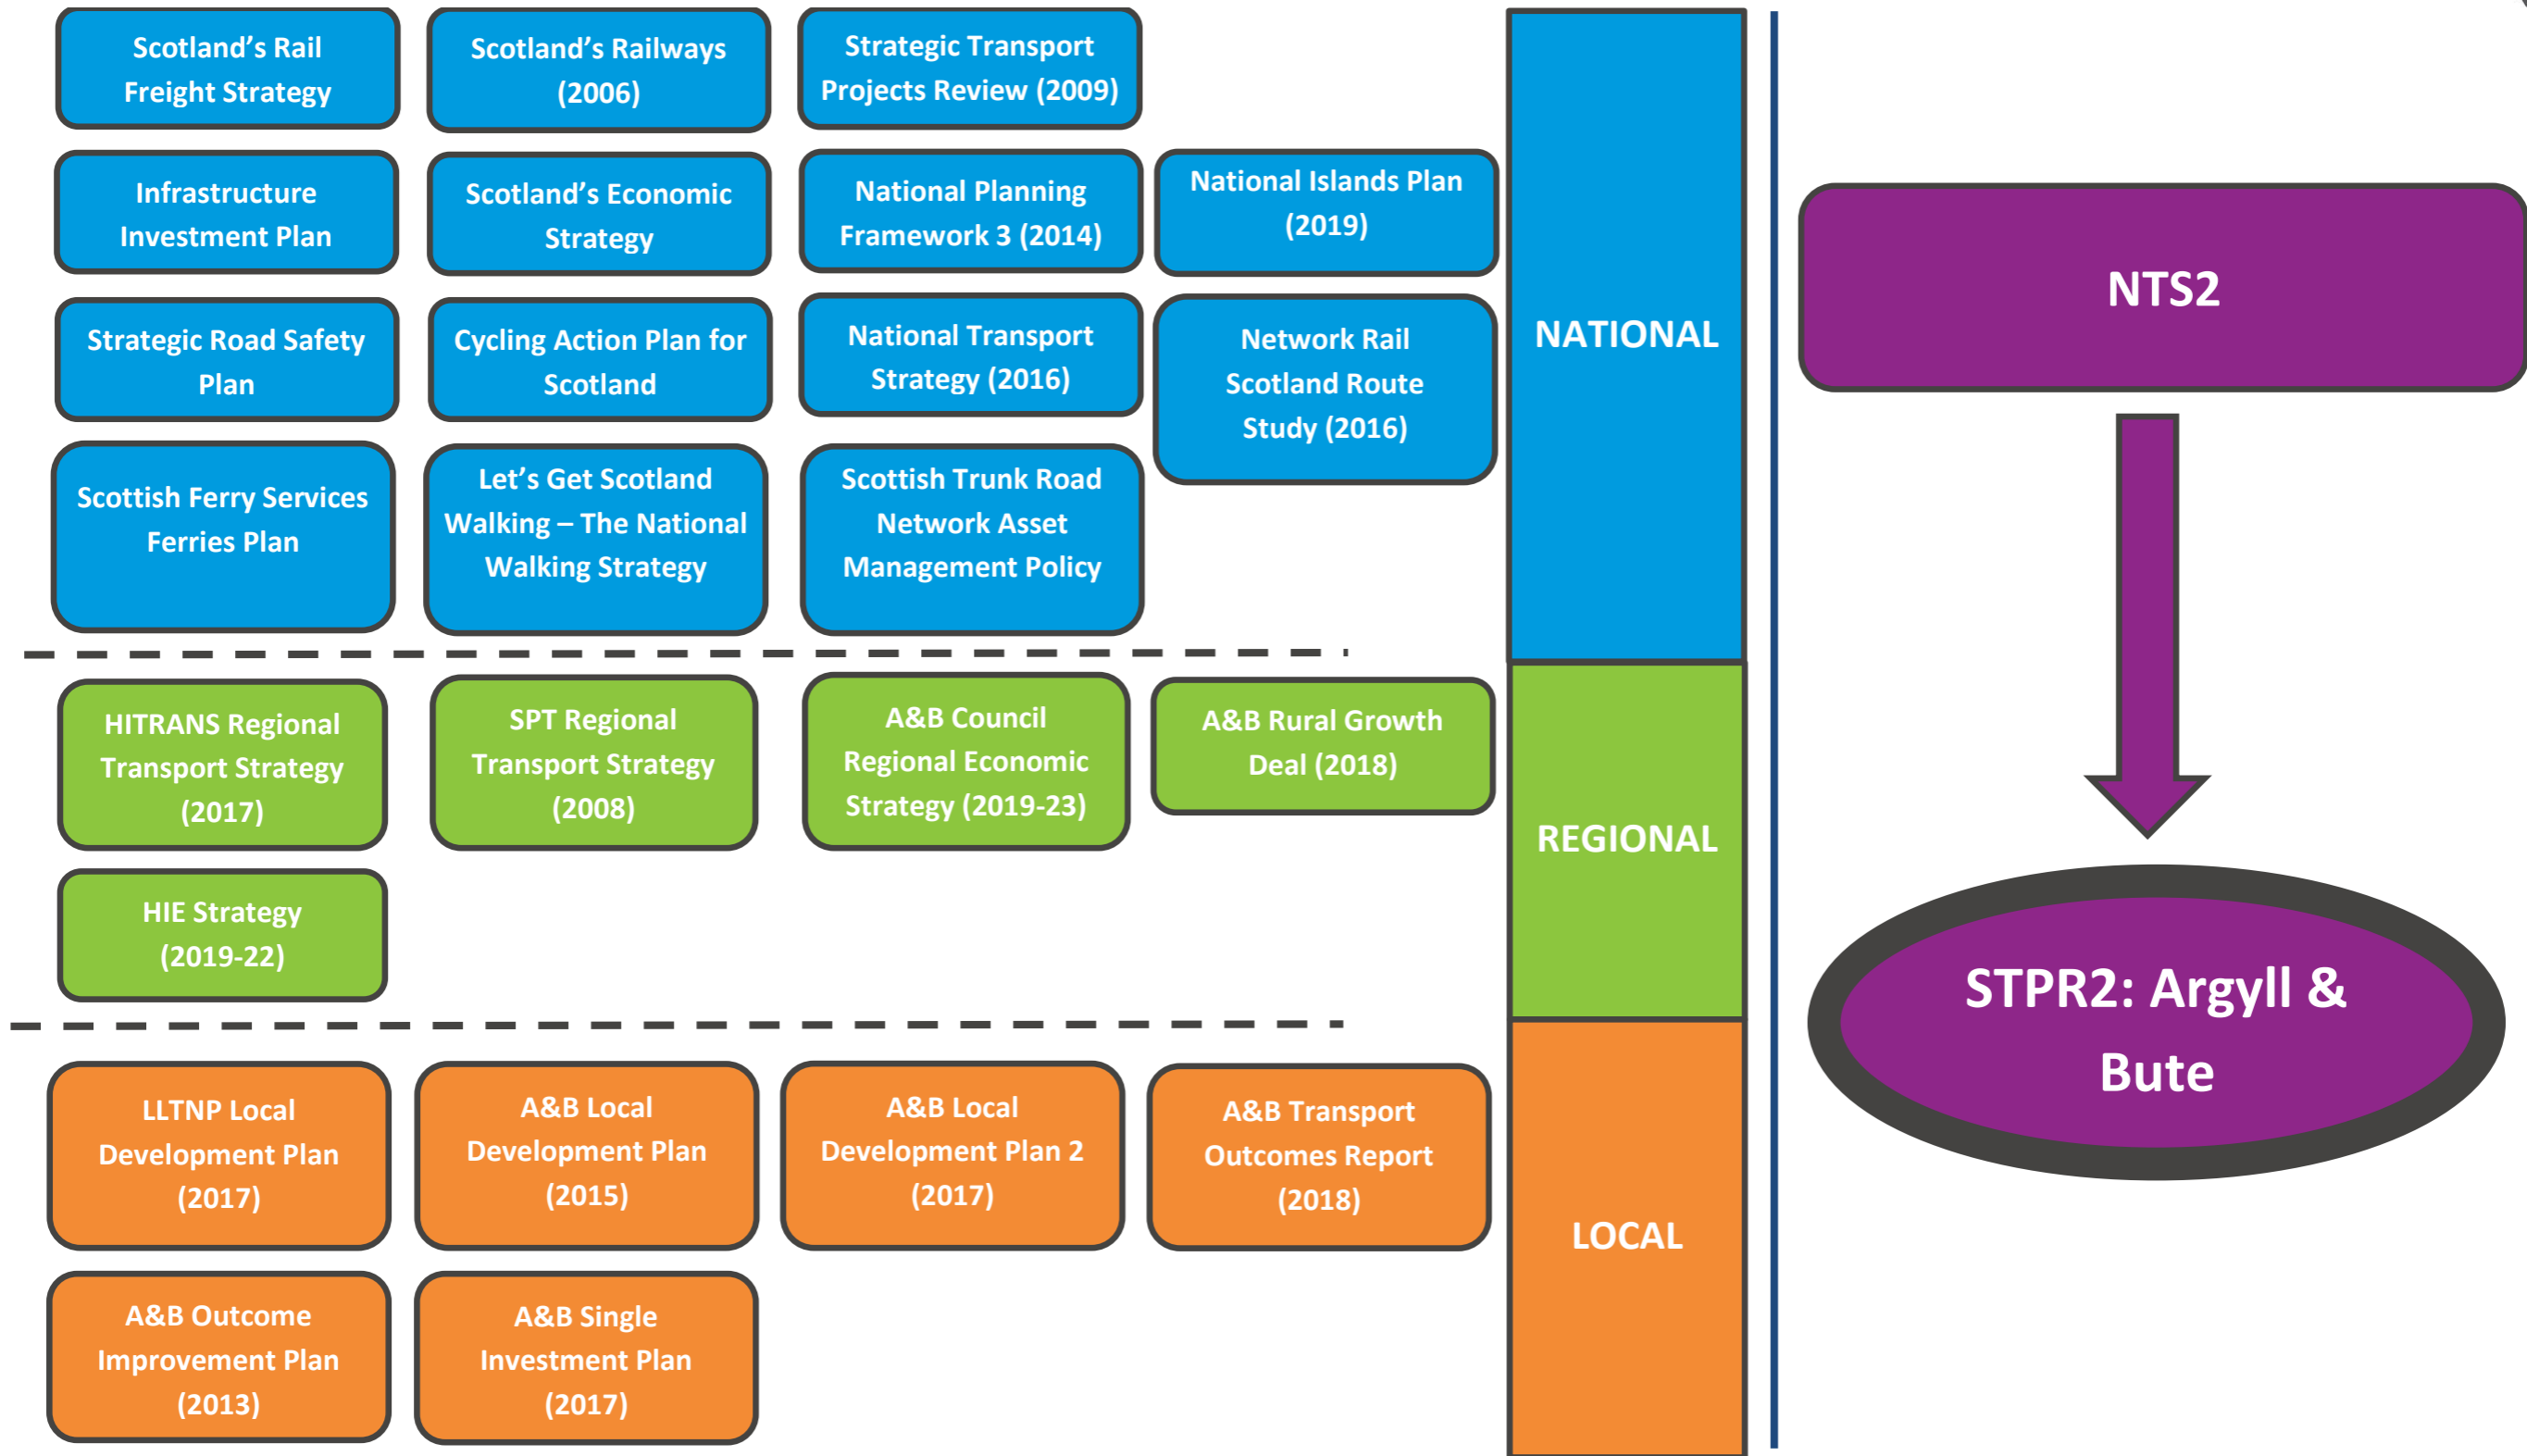 Scotland's Rail
Freight Strategy
Scotland's Railways
(2006)
Strategic Transport
Projects Review (2009)
Infrastructure
Investment Plan
Scotland's Economic
Strategy
National Planning
Framework 3 (2014)
National Islands Plan
(2019)
Strategic Road Safety
Plan
Cycling Action Plan for
Scotland
National Transport
Strategy (2016)
Network Rail
Scotland Route
Study (2016)
Scottish Ferry Services
Ferries Plan
Let's Get Scotland
Walking – The National
Walking Strategy
Scottish Trunk Road
Network Asset
Management Policy
NATIONAL
HITRANS Regional
Transport Strategy
(2017)
SPT Regional
Transport Strategy
(2008)
A&B Council
Regional Economic
Strategy (2019-23)
A&B Rural Growth
Deal (2018)
HIE Strategy
(2019-22)
REGIONAL
LLTNP Local
Development Plan
(2017)
A&B Local
Development Plan
(2015)
A&B Local
Development Plan 2
(2017)
A&B Transport
Outcomes Report
(2018)
A&B Outcome
Improvement Plan
(2013)
A&B Single
Investment Plan
(2017)
LOCAL
NTS2
STPR2: Argyll &
Bute